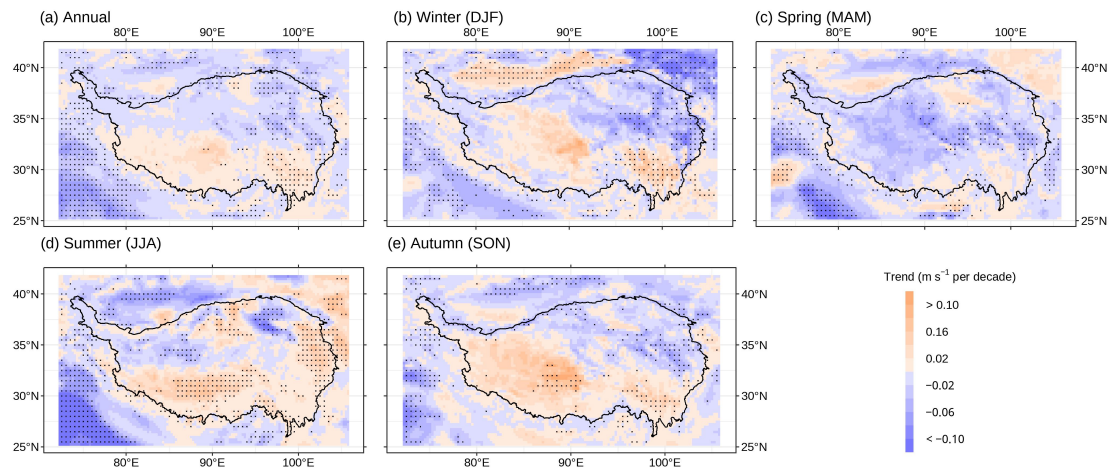 (a) Annual
(b) Winter (DJF)
(c) Spring (MAM)
80°E 90°E 100°E 80°E 90°E 100°E 80°E 90°E 100°E
40°N 40°N
35°N 35°N
30°N 30°N
25°N 25°N
(d) Summer (JJA)
(e) Autumn (SON)
40°N 40°N
35°N 35°N
30°N 30°N
25°N 25°N
80°E 90°E 100°E 80°E 90°E 100°E
Trend (m s⁻¹ per decade)
> 0.10
0.16
0.02
−0.02
−0.06
< −0.10